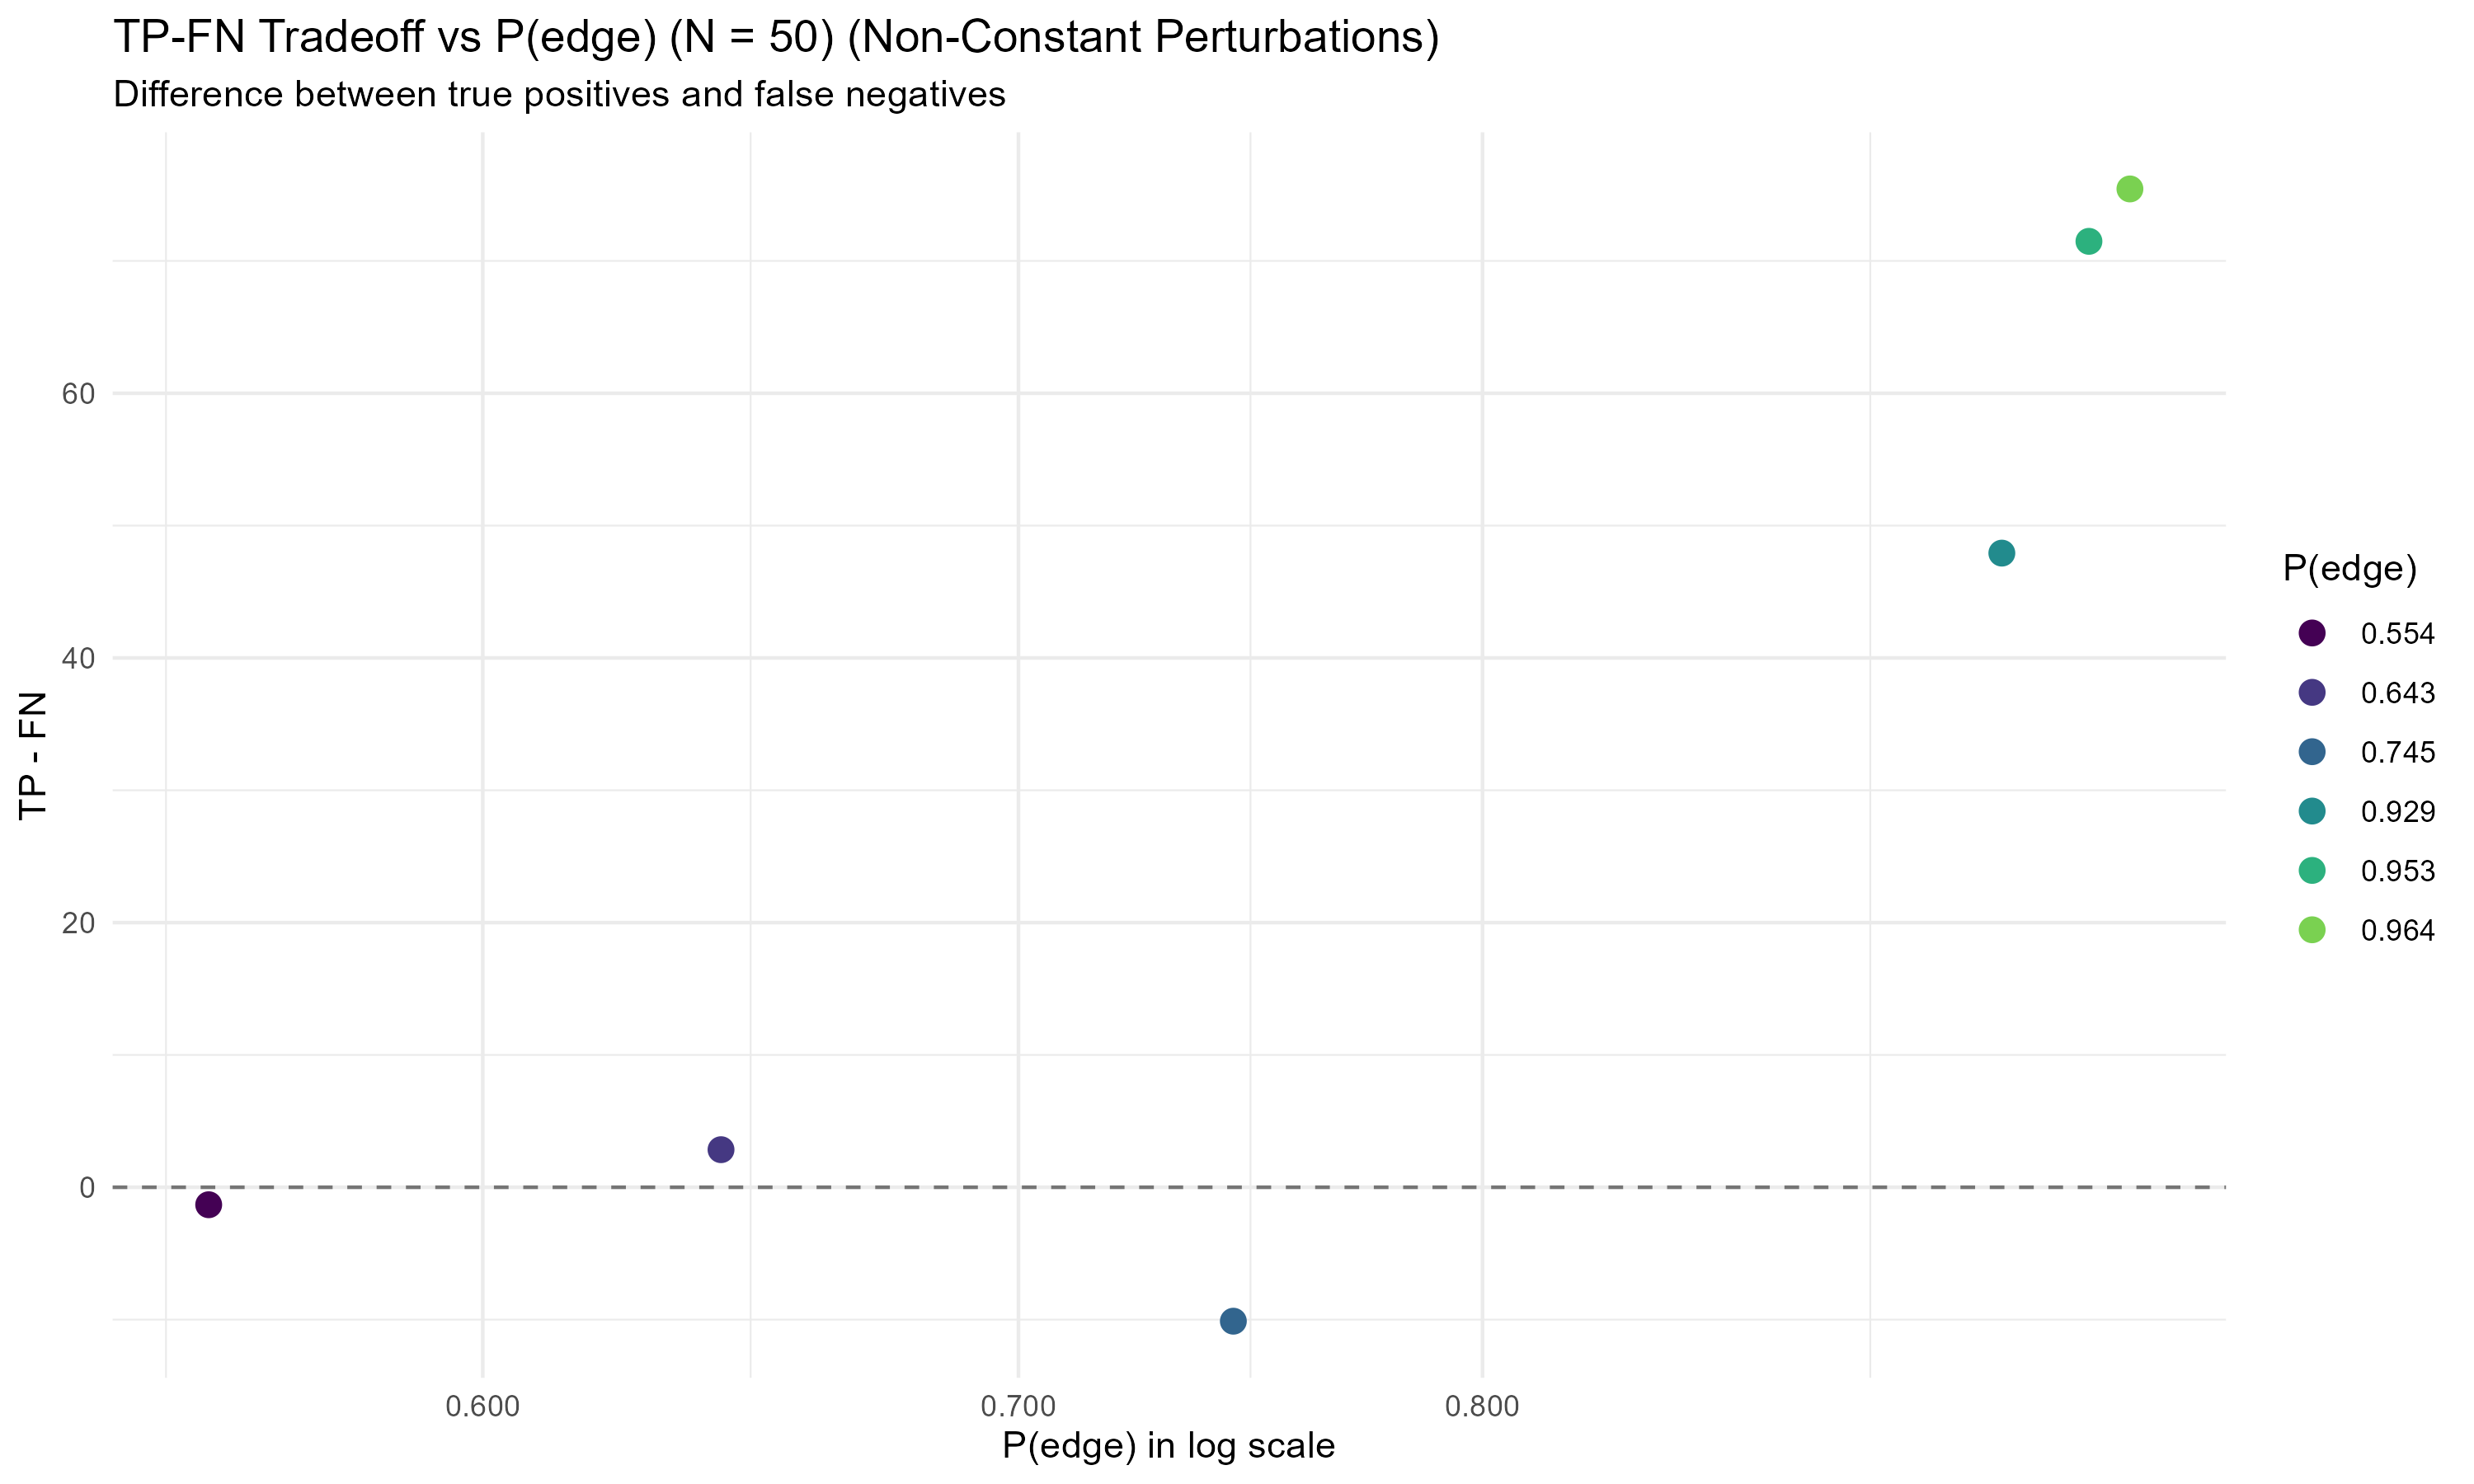 TP-FN Tradeoff vs P(edge) (N = 50) (Non-Constant Perturbations)
Difference between true positives and false negatives
TP - FN
60
40
20
0
0.600
0.700
0.800
P(edge) in log scale
P(edge)
0.554
0.643
0.745
0.929
0.953
0.964